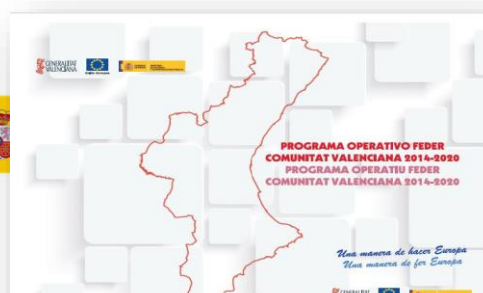 GENERALITAT
VALENCIANA
PROGRAMA OPERATIVO FEDER
COMUNITAT VALENCIANA 2014-2020
PROGRAMA OPERATIU FEDER
COMUNITAT VALENCIANA 2014-2020
Una manera de hacer Europa
Una manera de fer Europa
GENERALITAT